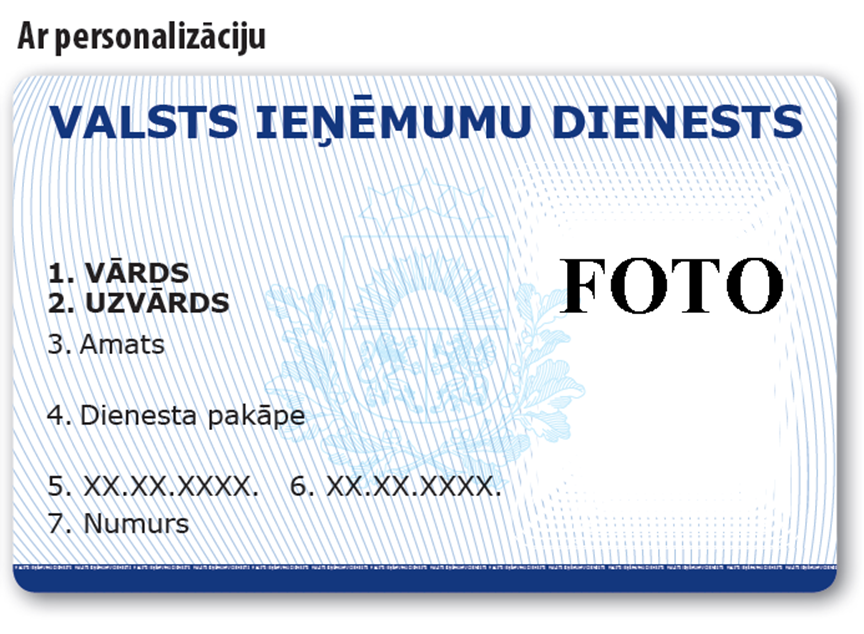 Ar personalizāciju
VALSTS IEŅĒMUMU DIENESTS
FOTO
1. VĀRDS
2. UZVĀRDS
3. Amats
4. Dienesta pakāpe
5. XX.XX.XXXX. 6. XX.XX.XXXX.
7. Numurs